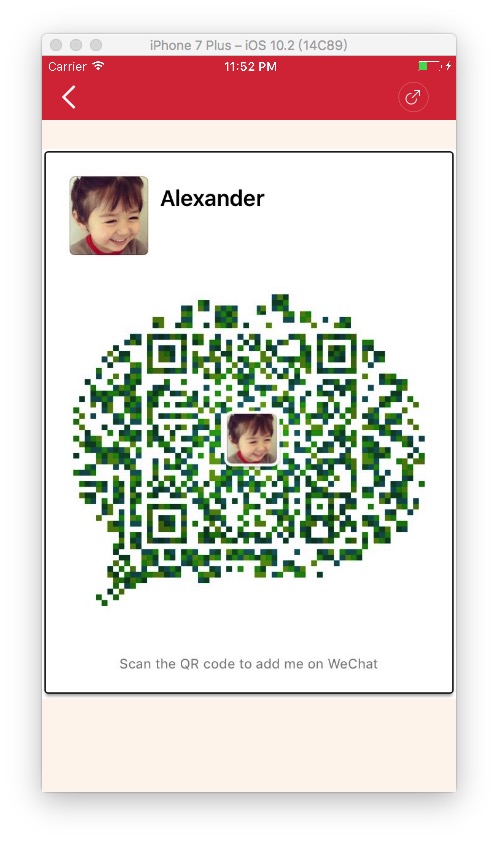 iPhone 7 Plus – iOS 10.2 (14C89)
Carrier 11:52 PM
Alexander
Scan the QR code to add me on WeChat